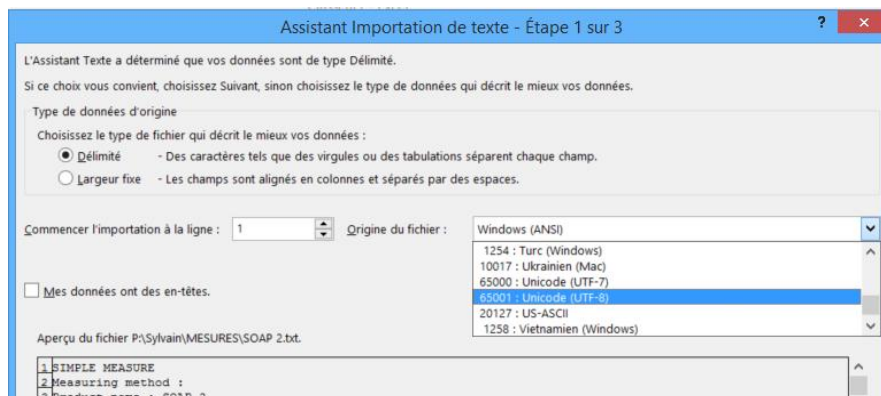 Assistant Importation de texte - Étape 1 sur 3
?
L'Assistant Texte a déterminé que vos données sont de type Délimité.
Si ce choix vous convient, choisissez Suivant, sinon choisissez le type de données qui décrit le mieux vos données.
Type de données d'origine
Choisissez le type de fichier qui décrit le mieux vos données :
Délimité - Des caractères tels que des virgules ou des tabulations séparent chaque champ.
Largeur fixe - Les champs sont alignés en colonnes et séparés par des espaces.
Commencer l'importation à la ligne : 1 Origine du fichier : Windows (ANSI)
1254 : Turc (Windows)
10017 : Ukrainien (Mac)
65000 : Unicode (UTF-7)
65001 : Unicode (UTF-8)
20127 : US-ASCII
1258 : Vietnamien (Windows)
Mes données ont des en-têtes.
Aperçu du fichier P:\Sylvain\MESURES\SOAP 2.txt.
1 SIMPLE MEASURE
2 Measuring method :
3 Product name : SOAP 2